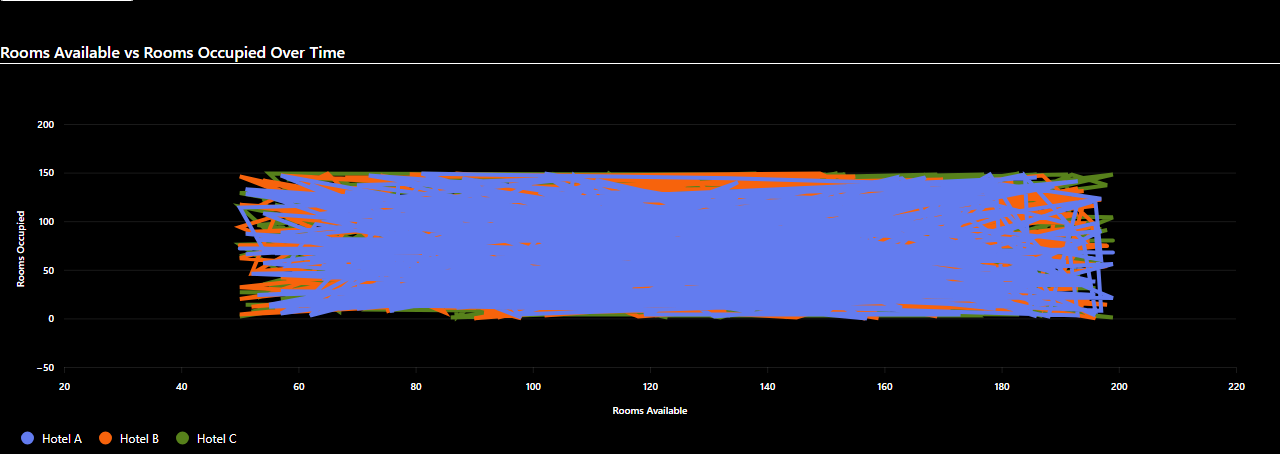 Rooms Available vs Rooms Occupied Over Time
200
150
100
50
0
−50
Rooms Occupied
20 40 60 80 100 120 140 160 180 200 220
Rooms Available
Hotel A Hotel B Hotel C